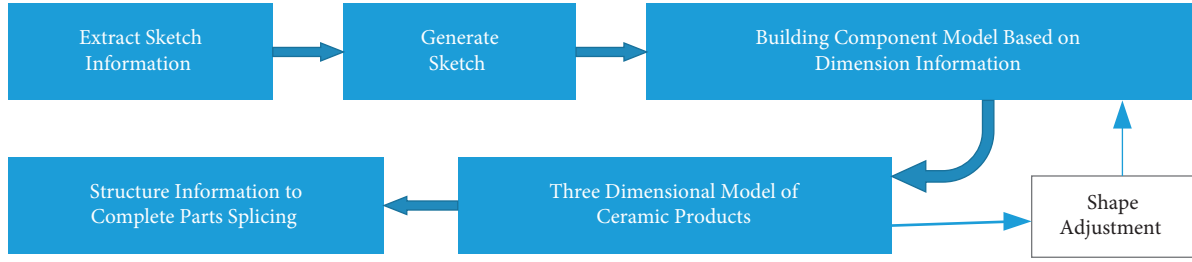 Extract Sketch
Information
Generate
Sketch
Building Component Model Based on
Dimension Information
Structure Information to
Complete Parts Splicing
Three Dimensional Model of
Ceramic Products
Shape
Adjustment